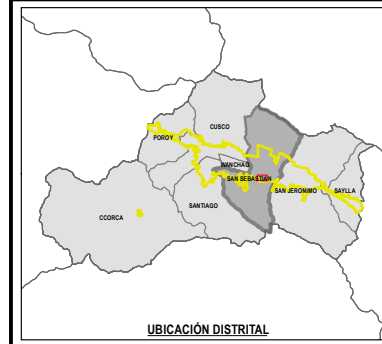 CUSCO
POROY
WANCHAQ
SAN SEBASTIAN
SAN JERONIMO
SAYLLA
SANTIAGO
CCORCA
UBICACIÓN DISTRITAL